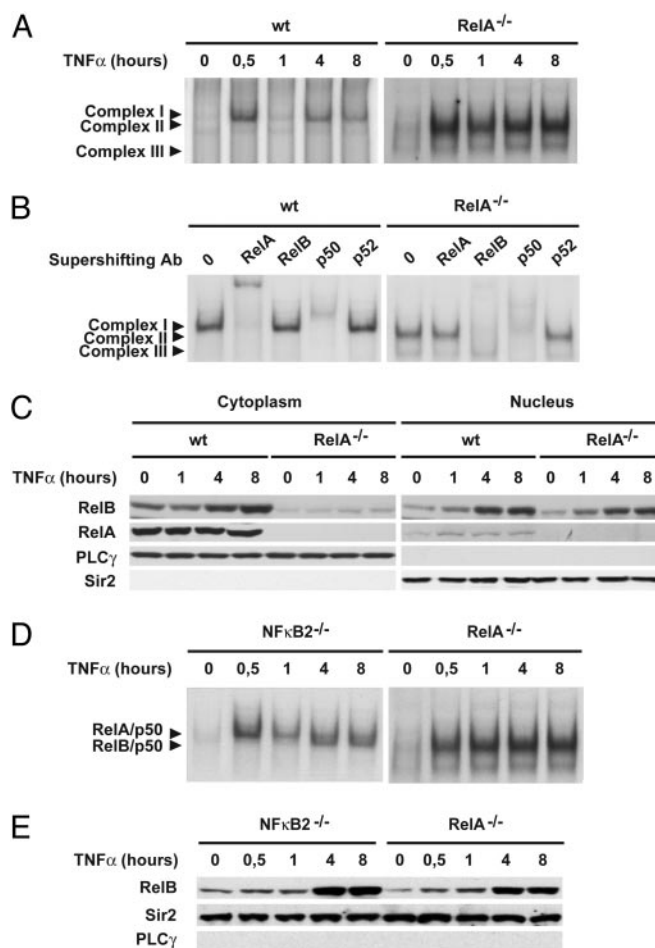 A
wt RelA-/-
TNFα (hours) 0 0,5 1 4 8 0 0,5 1 4 8
Complex I
Complex II
Complex III
B
wt RelA-/-
Supershifting Ab 0 RelA RelB p50 p52 0 RelA RelB p50 p52
Complex I
Complex II
Complex III
C
Cytoplasm Nucleus
wt RelA-/- wt RelA-/-
TNFα (hours) 0 1 4 8 0 1 4 8 0 1 4 8 0 1 4 8
RelB
RelA
PLCγ
Sir2
D
NFκB2-/- RelA-/-
TNFα (hours) 0 0,5 1 4 8 0 0,5 1 4 8
RelA/p50
RelB/p50
E
NFκB2-/- RelA-/-
TNFα (hours) 0 0,5 1 4 8 0 0,5 1 4 8
RelB
Sir2
PLCγ